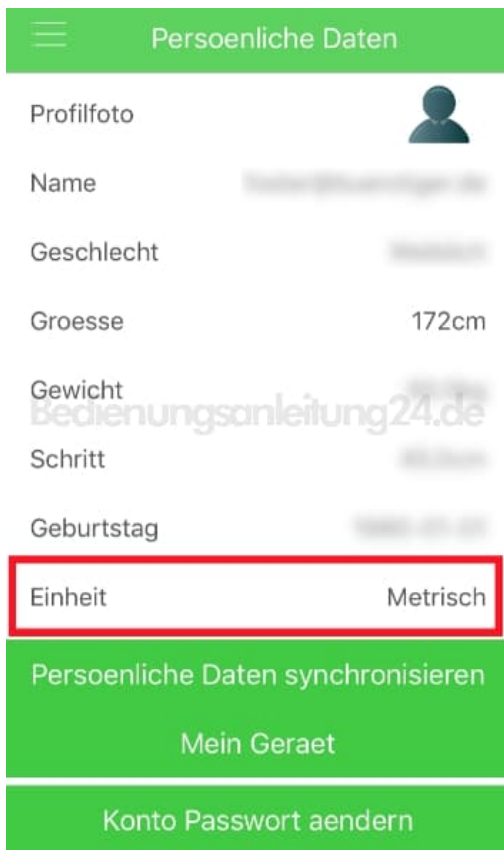 Persoenliche Daten
Profilfoto
Name
Geschlecht
Groesse 172cm
Gewicht
Bedienungsanleitung24.de
Schritt
Geburtstag
Einheit Metrisch
Persoenliche Daten synchronisieren
Mein Geraet
Konto Passwort aendern